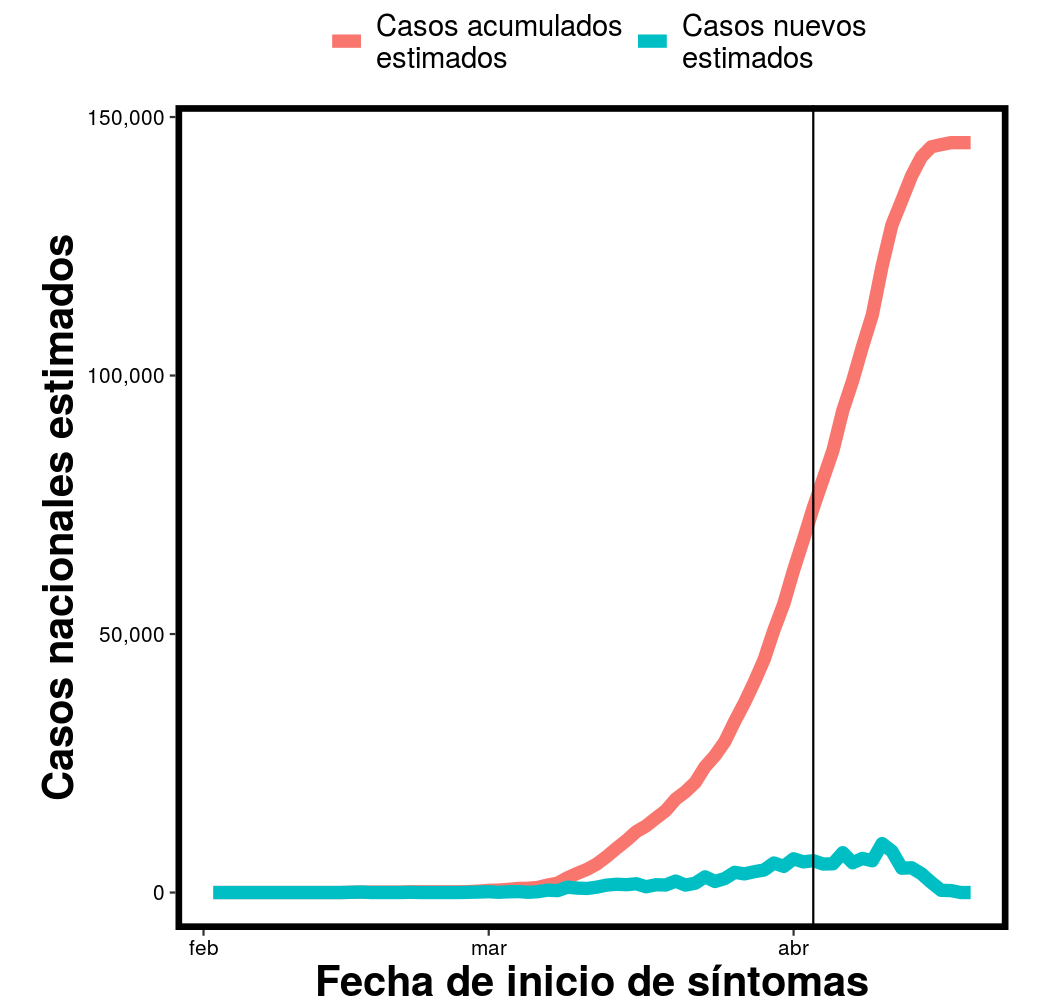 Casos acumulados
estimados
Casos nuevos
estimados
Casos nacionales estimados
150,000
100,000
50,000
0
feb
mar
abr
Fecha de inicio de síntomas